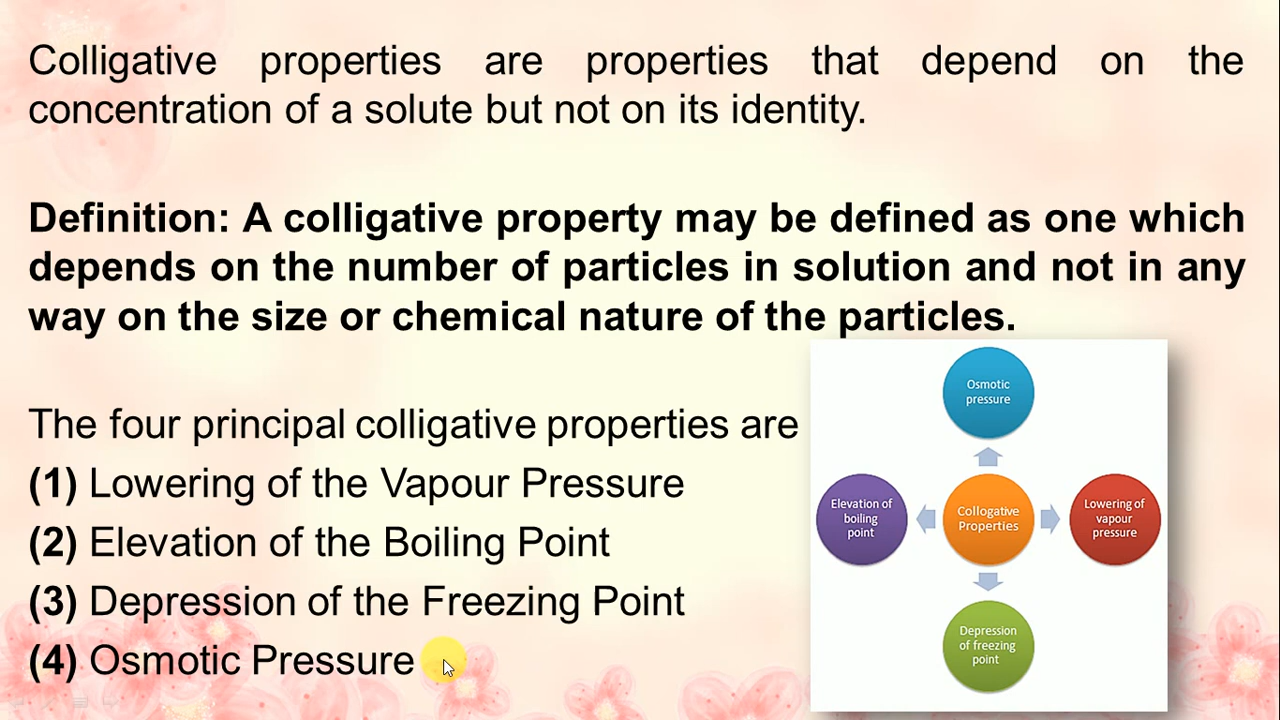 Colligative properties are properties that depend on the
concentration of a solute but not on its identity.
Definition: A colligative property may be defined as one which
depends on the number of particles in solution and not in any
way on the size or chemical nature of the particles.
The four principal colligative properties are
(1) Lowering of the Vapour Pressure
(2) Elevation of the Boiling Point
(3) Depression of the Freezing Point
(4) Osmotic Pressure
Osmotic
pressure
Elevation of
boiling
point
Collogative
Properties
Lowering of
vapour
pressure
Depression
of freezing
point